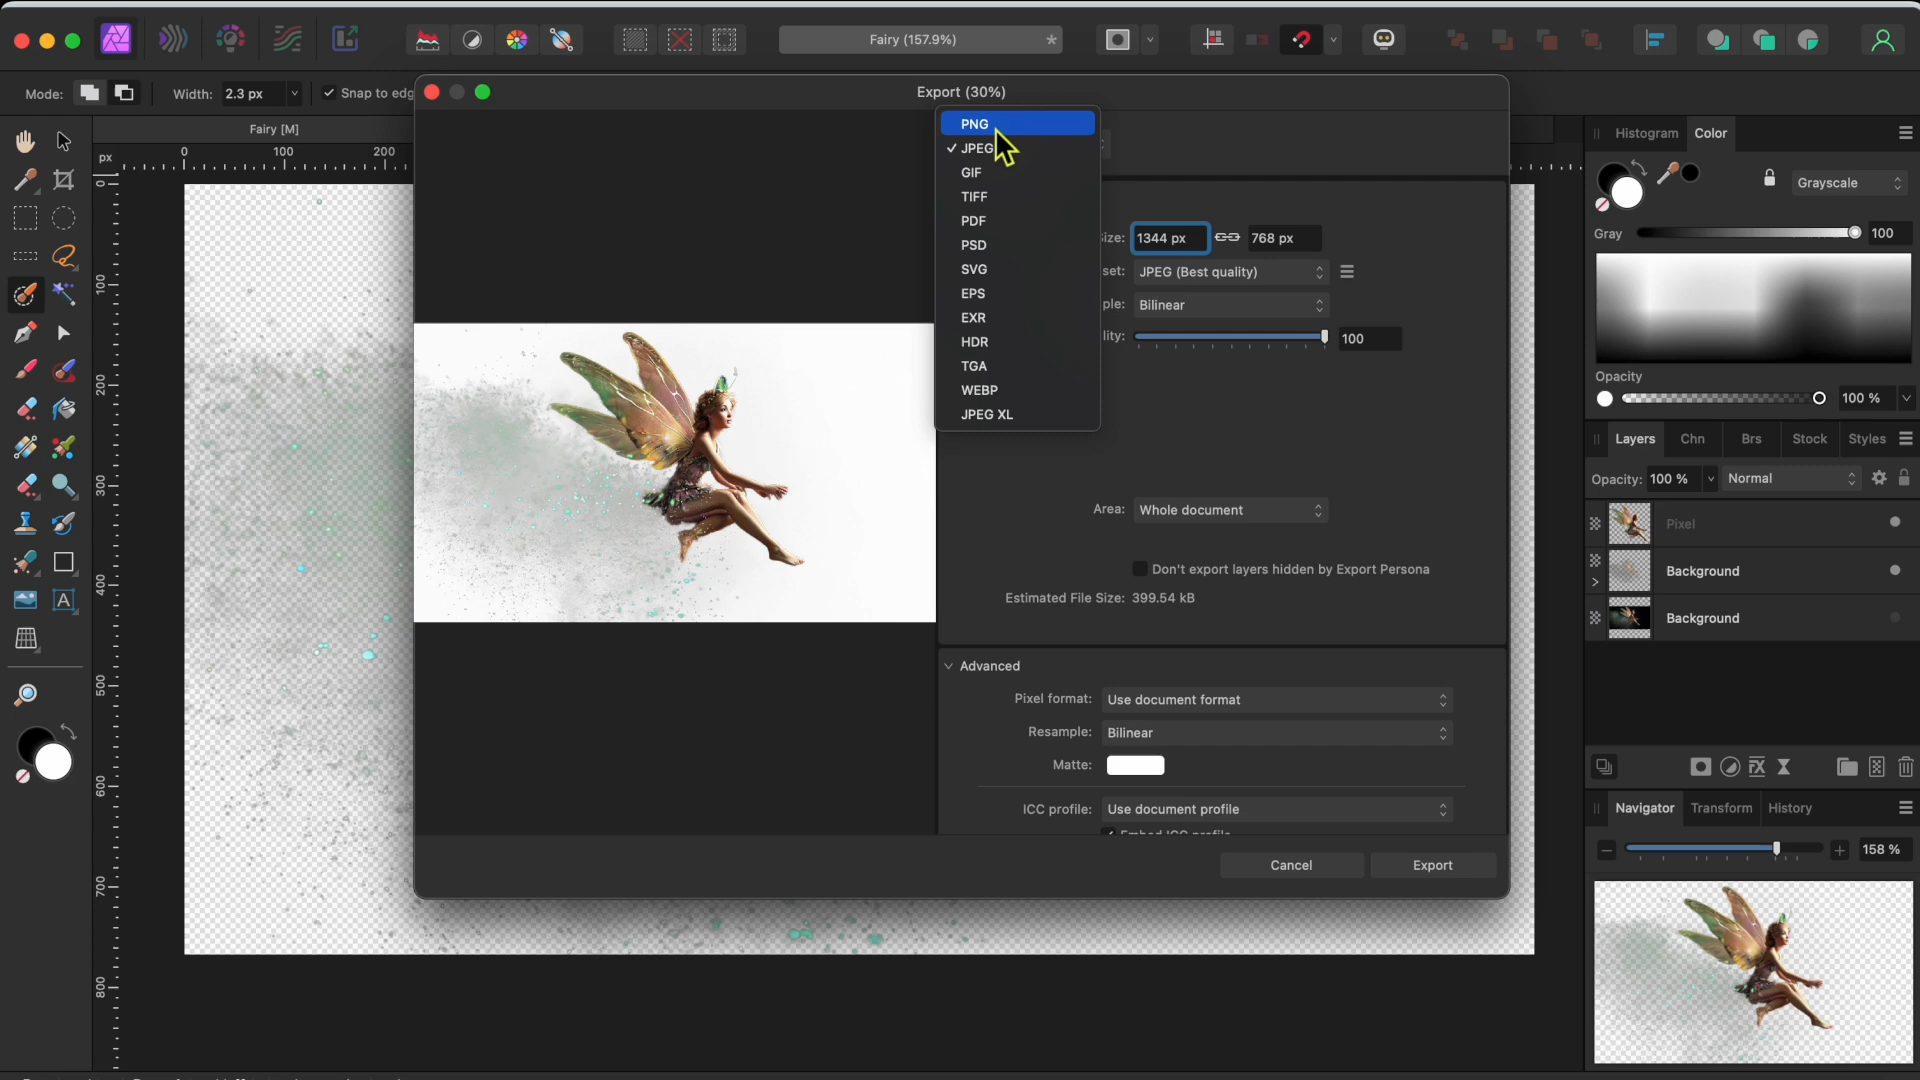 Fairy (157.9%)
*
Mode:
Width: 2.3 px
Snap to edg
Export (30%)
Fairy [M]
px
0
100
200
0
100
200
300
400
500
600
700
800
PNG
✓ JPEG
GIF
TIFF
PDF
PSD
SVG
EPS
EXR
HDR
TGA
WEBP
JPEG XL
ize: 1344 px 768 px
set: JPEG (Best quality)
ple: Bilinear
lity: 100
Area: Whole document
Don't export layers hidden by Export Persona
Estimated File Size: 399.54 kB
Advanced
Pixel format: Use document format
Resample: Bilinear
Matte:
ICC profile: Use document profile
Cancel
Export
Histogram
Color
Grayscale
Gray 100
Opacity
100 %
Layers
Chn
Brs
Stock
Styles
Opacity: 100 % Normal
Pixel
Background
Background
Navigator
Transform
History
158 %